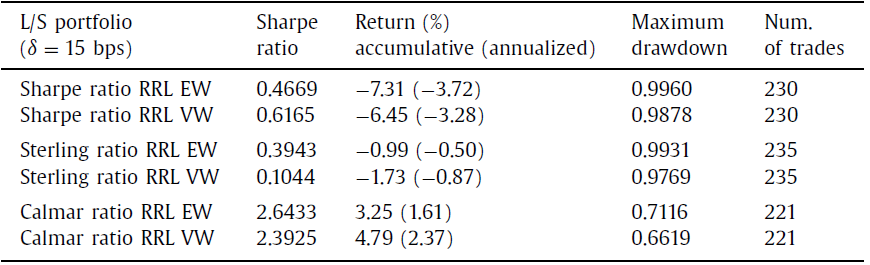 L/S portfolio Sharpe Return (%) Maximum Num.
(δ = 15 bps) ratio accumulative (annualized) drawdown of trades
Sharpe ratio RRL EW 0.4669 −7.31 (−3.72) 0.9960 230
Sharpe ratio RRL VW 0.6165 −6.45 (−3.28) 0.9878 230
Sterling ratio RRL EW 0.3943 −0.99 (−0.50) 0.9931 235
Sterling ratio RRL VW 0.1044 −1.73 (−0.87) 0.9769 235
Calmar ratio RRL EW 2.6433 3.25 (1.61) 0.7116 221
Calmar ratio RRL VW 2.3925 4.79 (2.37) 0.6619 221